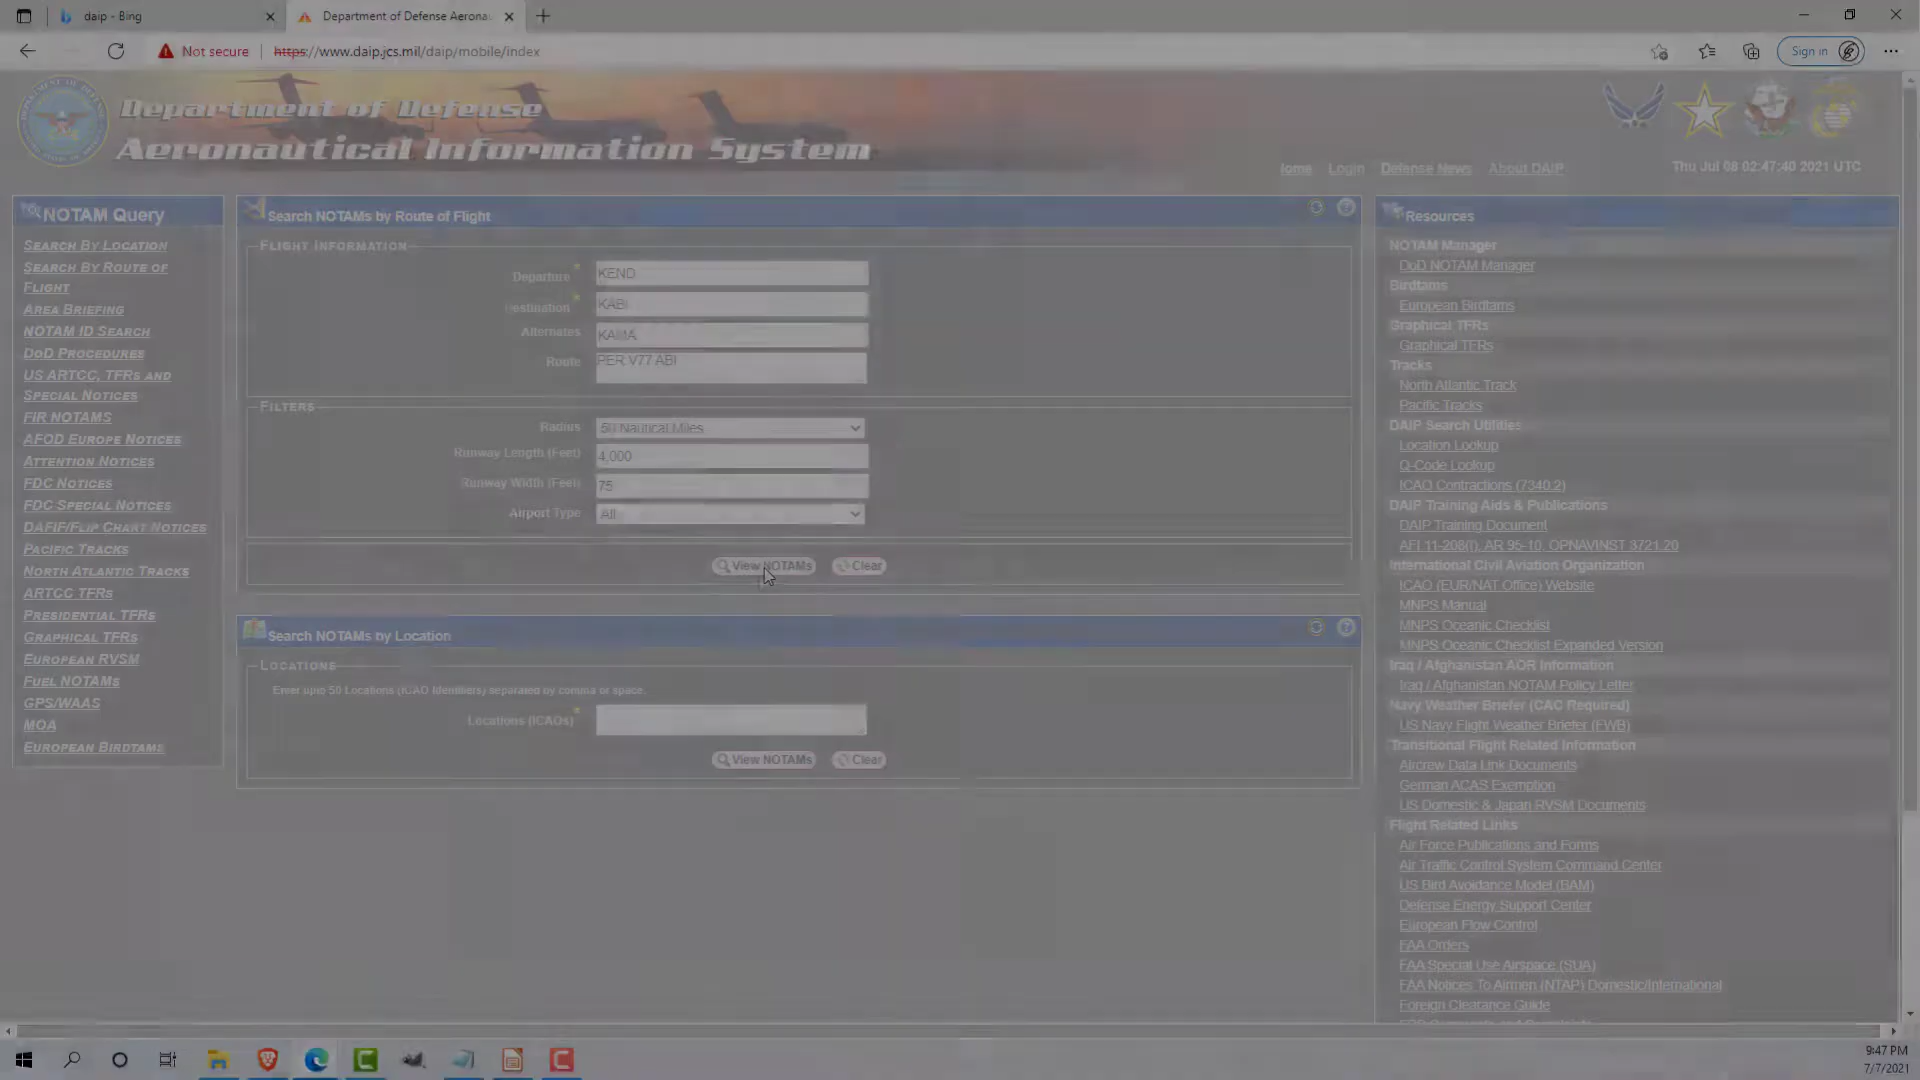 daip - Bing
Department of Defense Aerona
Not secure
https://www.daip.jcs.mil/daip/mobile/index
Sign in
Department of Defense
Aeronautical Information System
Home Login Defense News About DAIP
Thu Jul 08 02:47:40 2021 UTC
NOTAM Query
SEARCH BY LOCATION
SEARCH BY ROUTE OF
FLIGHT
AREA BRIEFING
NOTAM ID SEARCH
DOD PROCEDURES
US ARTCC, TFRS AND
SPECIAL NOTICES
FIR NOTAMS
AFOD EUROPE NOTICES
ATTENTION NOTICES
FDC NOTICES
FDC SPECIAL NOTICES
DAFIF/FLIP CHART NOTICES
PACIFIC TRACKS
NORTH ATLANTIC TRACKS
ARTCC TFRS
PRESIDENTIAL TFRS
GRAPHICAL TFRS
EUROPEAN RVSM
FUEL NOTAMS
GPS/WAAS
MOA
EUROPEAN BIRDTAMS
Search NOTAMs by Route of Flight
FLIGHT INFORMATION
Departure * KEND
Destination * KABI
Alternates KAMA
Route PER V77 ABI
FILTERS
Radius 50 Nautical Miles
Runway Length (Feet) 4,000
Runway Width (Feet) 75
Airport Type All
View NOTAMs Clear
Search NOTAMs by Location
LOCATIONS
Enter upto 50 Locations (ICAO Identifiers) separated by comma or space.
Locations (ICAOs) *
View NOTAMs Clear
Resources
NOTAM Manager
DoD NOTAM Manager
Birdtams
European Birdtams
Graphical TFRs
Graphical TFRs
Tracks
North Atlantic Track
Pacific Tracks
DAIP Search Utilities
Location Lookup
Q-Code Lookup
ICAO Contractions (7340.2)
DAIP Training Aids & Publications
DAIP Training Document
AFI 11-208(I), AR 95-10, OPNAVINST 3721.20
International Civil Aviation Organization
ICAO (EUR/NAT Office) Website
MNPS Manual
MNPS Oceanic Checklist
MNPS Oceanic Checklist Expanded Version
Iraq / Afghanistan AOR Information
Iraq / Afghanistan NOTAM Policy Letter
Navy Weather Briefer (CAC Required)
US Navy Flight Weather Briefer (FWB)
Transitional Flight Related Information
Aircrew Data Link Documents
German ACAS Exemption
US Domestic & Japan RVSM Documents
Flight Related Links
Air Force Publications and Forms
Air Traffic Control System Command Center
US Bird Avoidance Model (BAM)
Defense Energy Support Center
European Flow Control
FAA Orders
FAA Special Use Airspace (SUA)
FAA Notices To Airmen (NTAP) Domestic/International
Foreign Clearance Guide
9:47 PM
7/7/2021